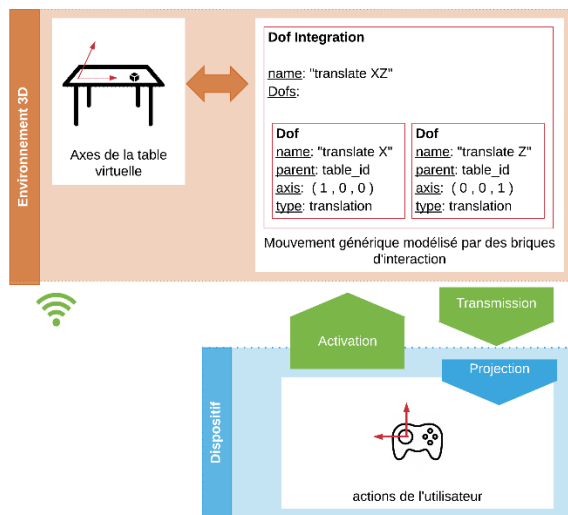 Environnement 3D
Axes de la table
virtuelle
Dof Integration
name: "translate XZ"
Dofs:
Dof
name: "translate X"
parent: table_id
axis: ( 1 , 0 , 0 )
type: translation
Dof
name: "translate Z"
parent: table_id
axis: ( 0 , 0 , 1 )
type: translation
Mouvement générique modélisé par des briques
d'interaction
Activation
Transmission
Projection
Dispositif
actions de l'utilisateur